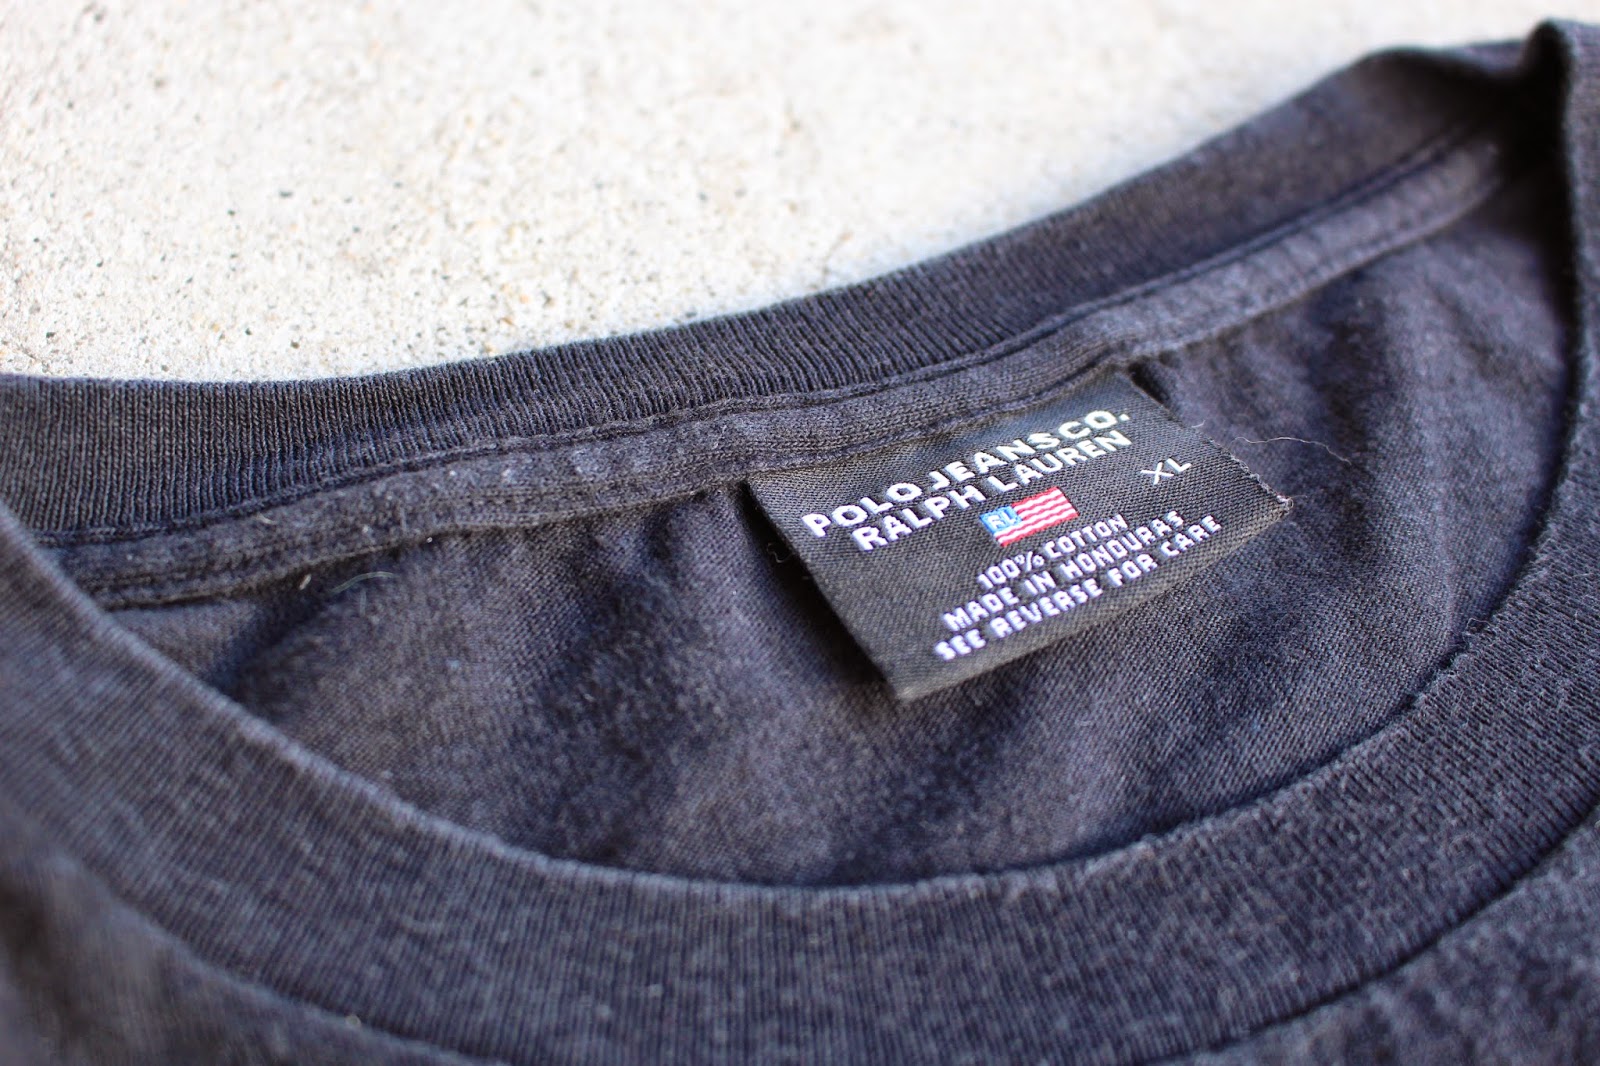 POLO JEANS CO.
RALPH LAUREN
XL
RL
100% COTTON
MADE IN HONDURAS
SEE REVERSE FOR CARE